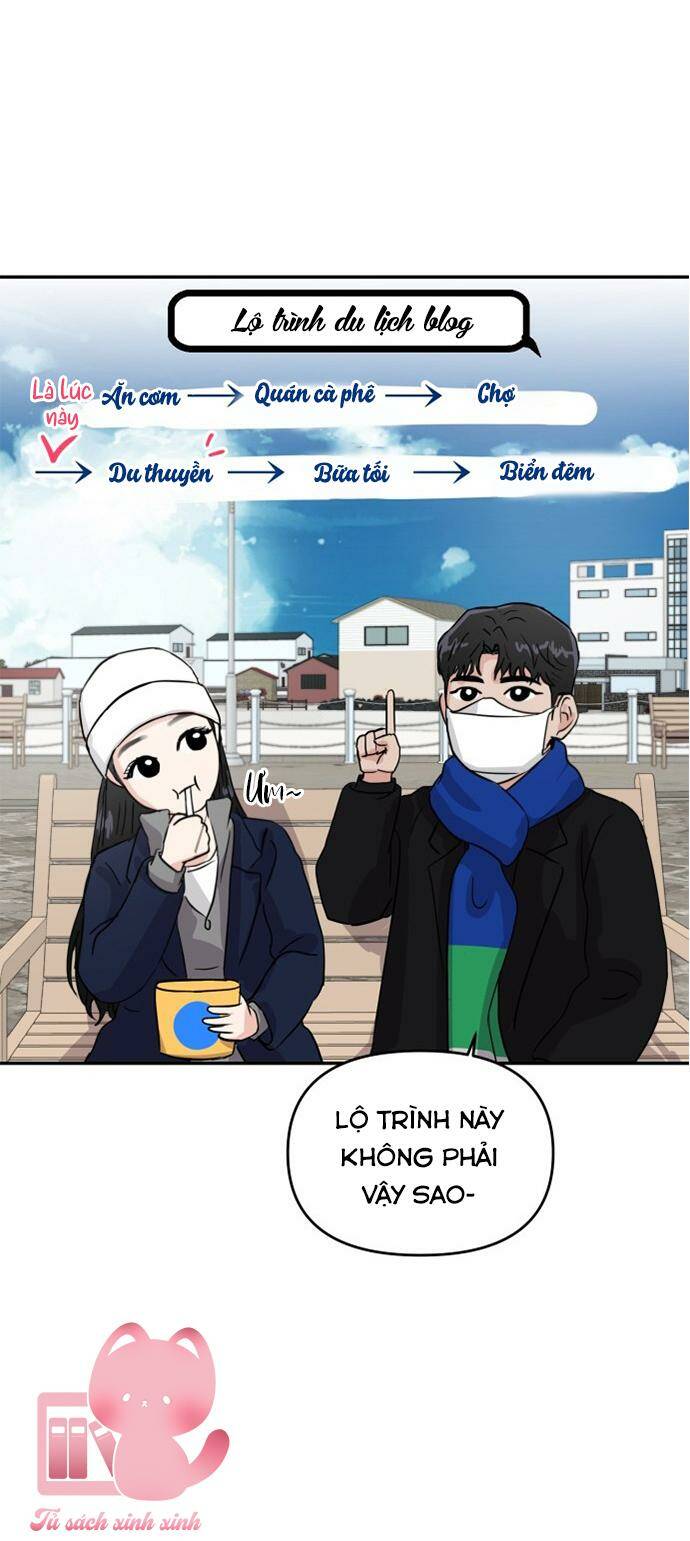 Lộ trình du lịch blog
Là lúc
này
Ăn cơm → Quán cà phê → Chợ
→ Du thuyền → Bữa tối → Biển đêm
Ưm~
LỘ TRÌNH NÀY
KHÔNG PHẢI
VẬY SAO-
Tủ sách xinh xinh